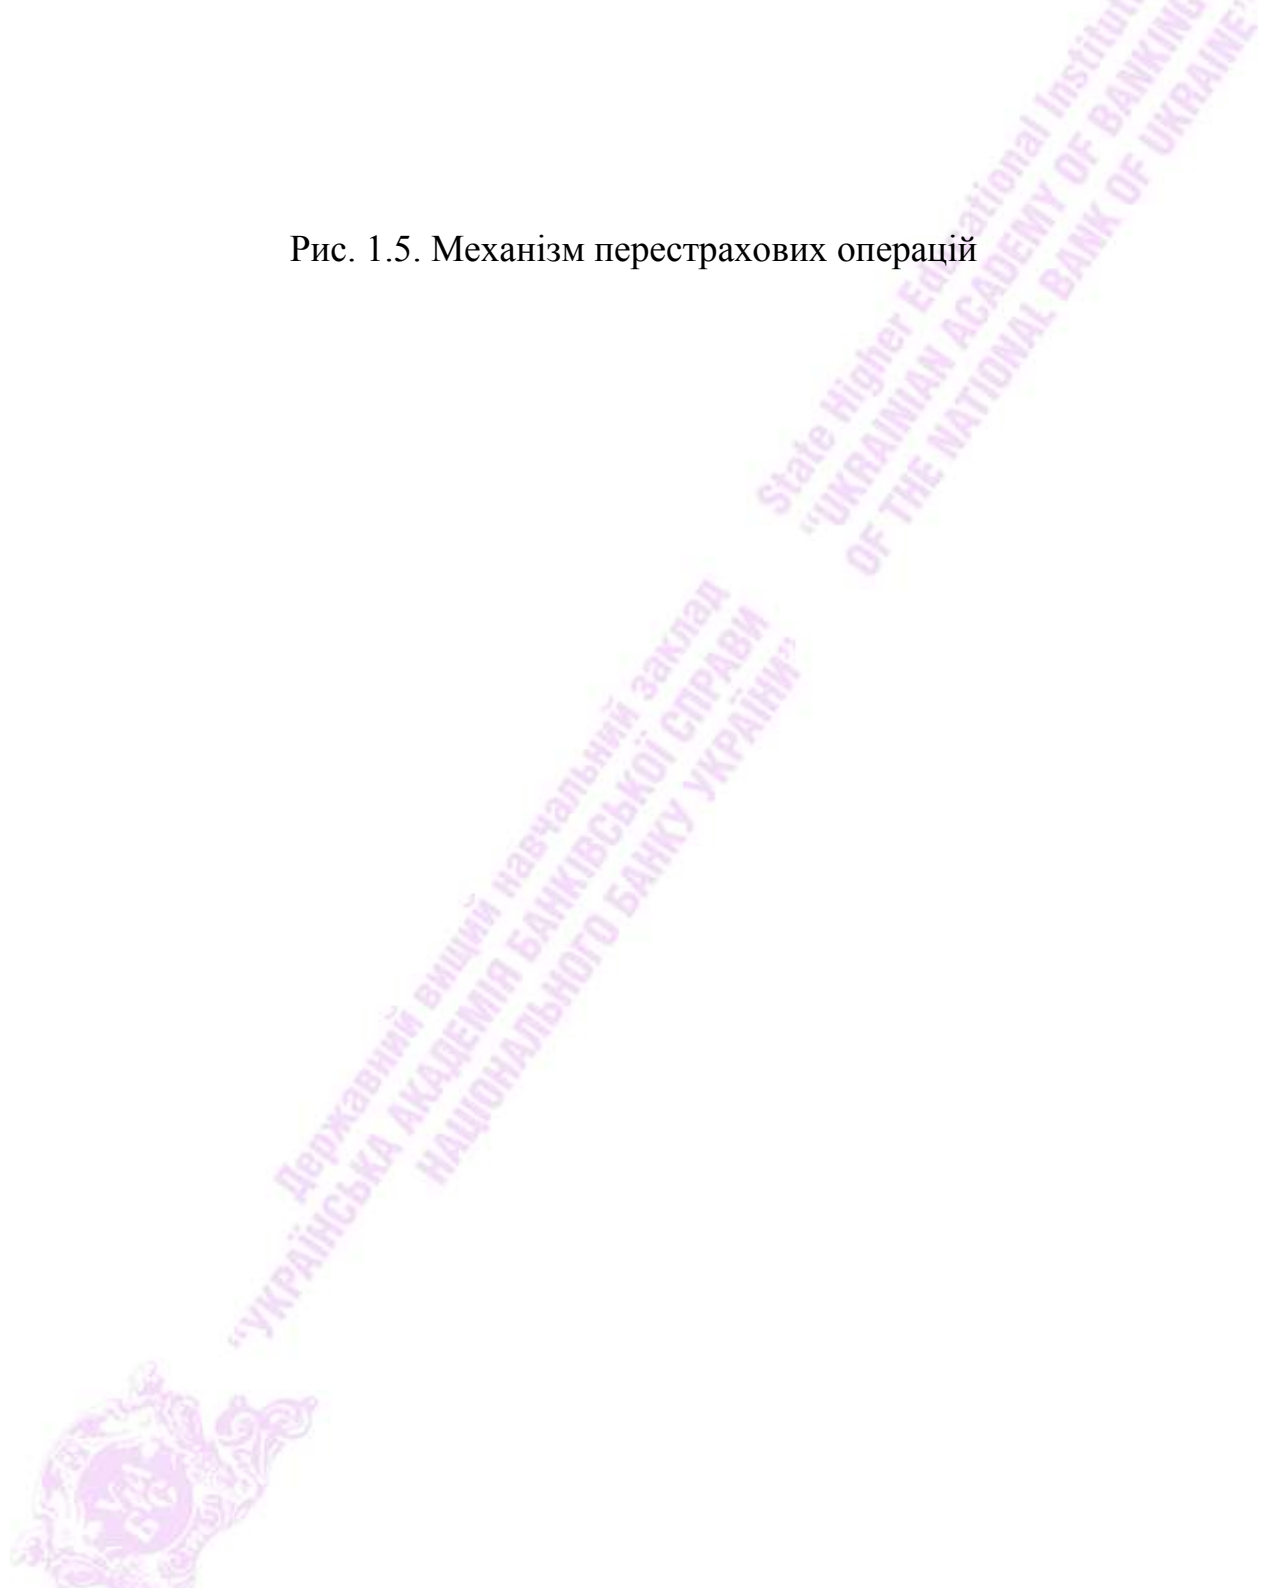 Рис. 1.5. Механізм перестрахових операцій
State Higher Educational Institut
“UKRAINIAN ACADEMY OF BANKING
OF THE NATIONAL BANK OF UKRAINE”
Державний вищий навчальний заклад
“УКРАЇНСЬКА АКАДЕМІЯ БАНКІВСЬКОЇ СПРАВИ
НАЦІОНАЛЬНОГО БАНКУ УКРАЇНИ”